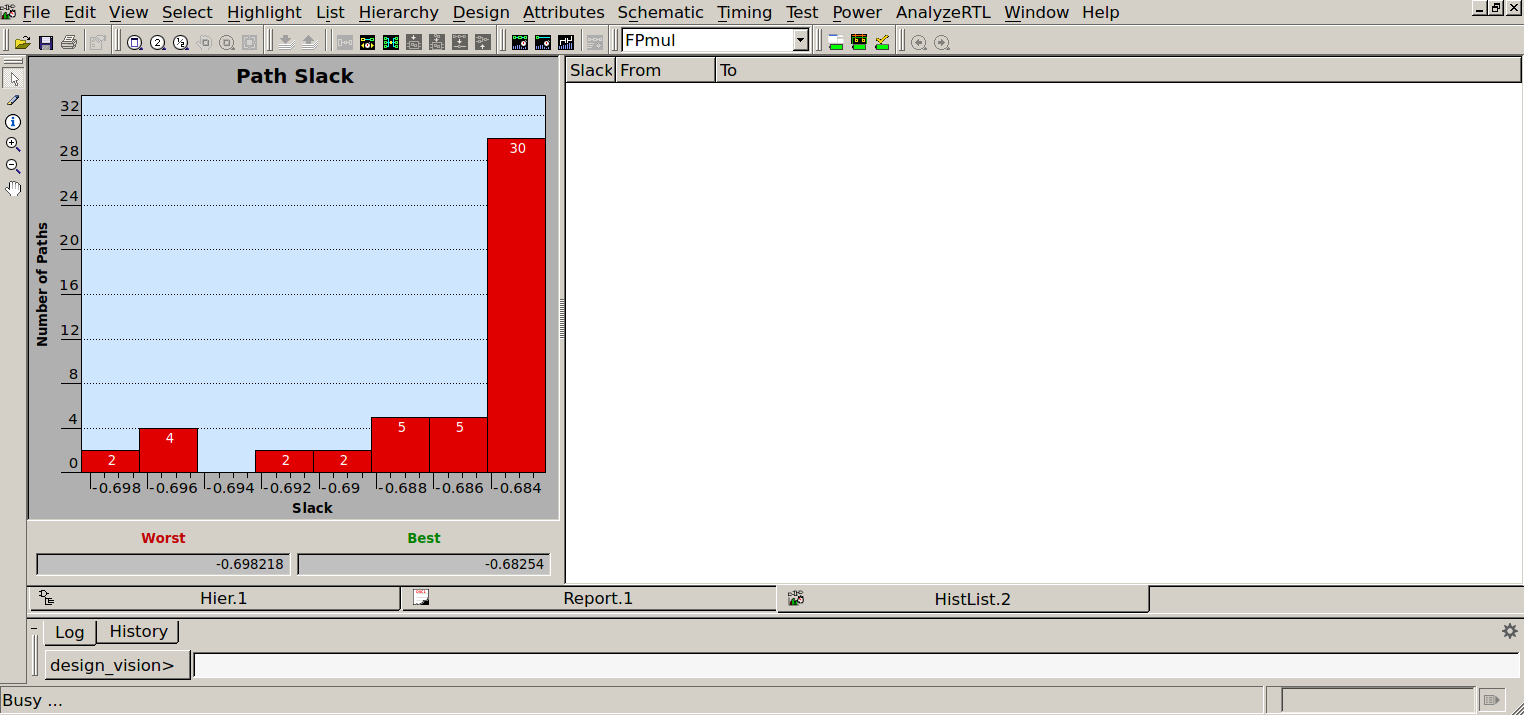 File Edit View Select Highlight List Hierarchy Design Attributes Schematic Timing Test Power AnalyzeRTL Window Help
FPmul
Path Slack
Number of Paths
32
28
24
20
16
12
8
4
0
2
4
2
2
5
5
30
-0.698 -0.696 -0.694 -0.692 -0.69 -0.688 -0.686 -0.684
Slack
Worst Best
-0.698218 -0.68254
Slack From To
Hier.1 Report.1 HistList.2
Log History
design_vision>
Busy ...